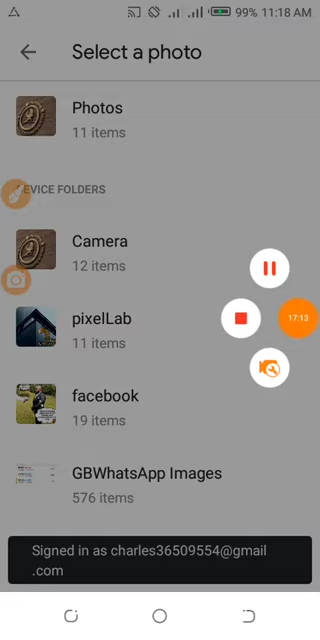 99% 11:18 AM
Select a photo
Photos
11 items
EVICE FOLDERS
Camera
12 items
pixelLab
11 items
17:13
facebook
19 items
GBWhatsApp Images
576 items
Signed in as charles36509554@gmail
.com